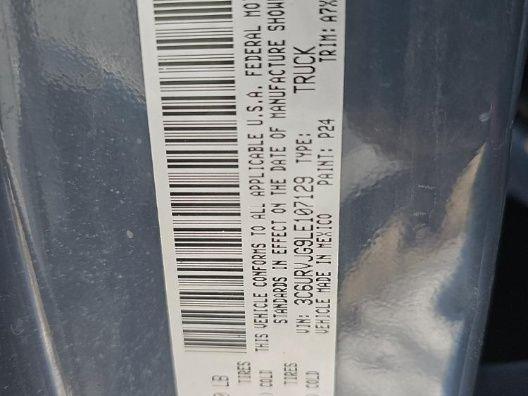 LB
TIRES
COLD
TIRES
COLD
THIS VEHICLE CONFORMS TO ALL APPLICABLE U.S.A. FEDERAL MO
STANDARDS IN EFFECT ON THE DATE OF MANUFACTURE SHOW
VIN: 3C6URVJG9LE107129 TYPE: TRUCK
VEHICLE MADE IN MEXICO PAINT: P24 TRIM: A7X